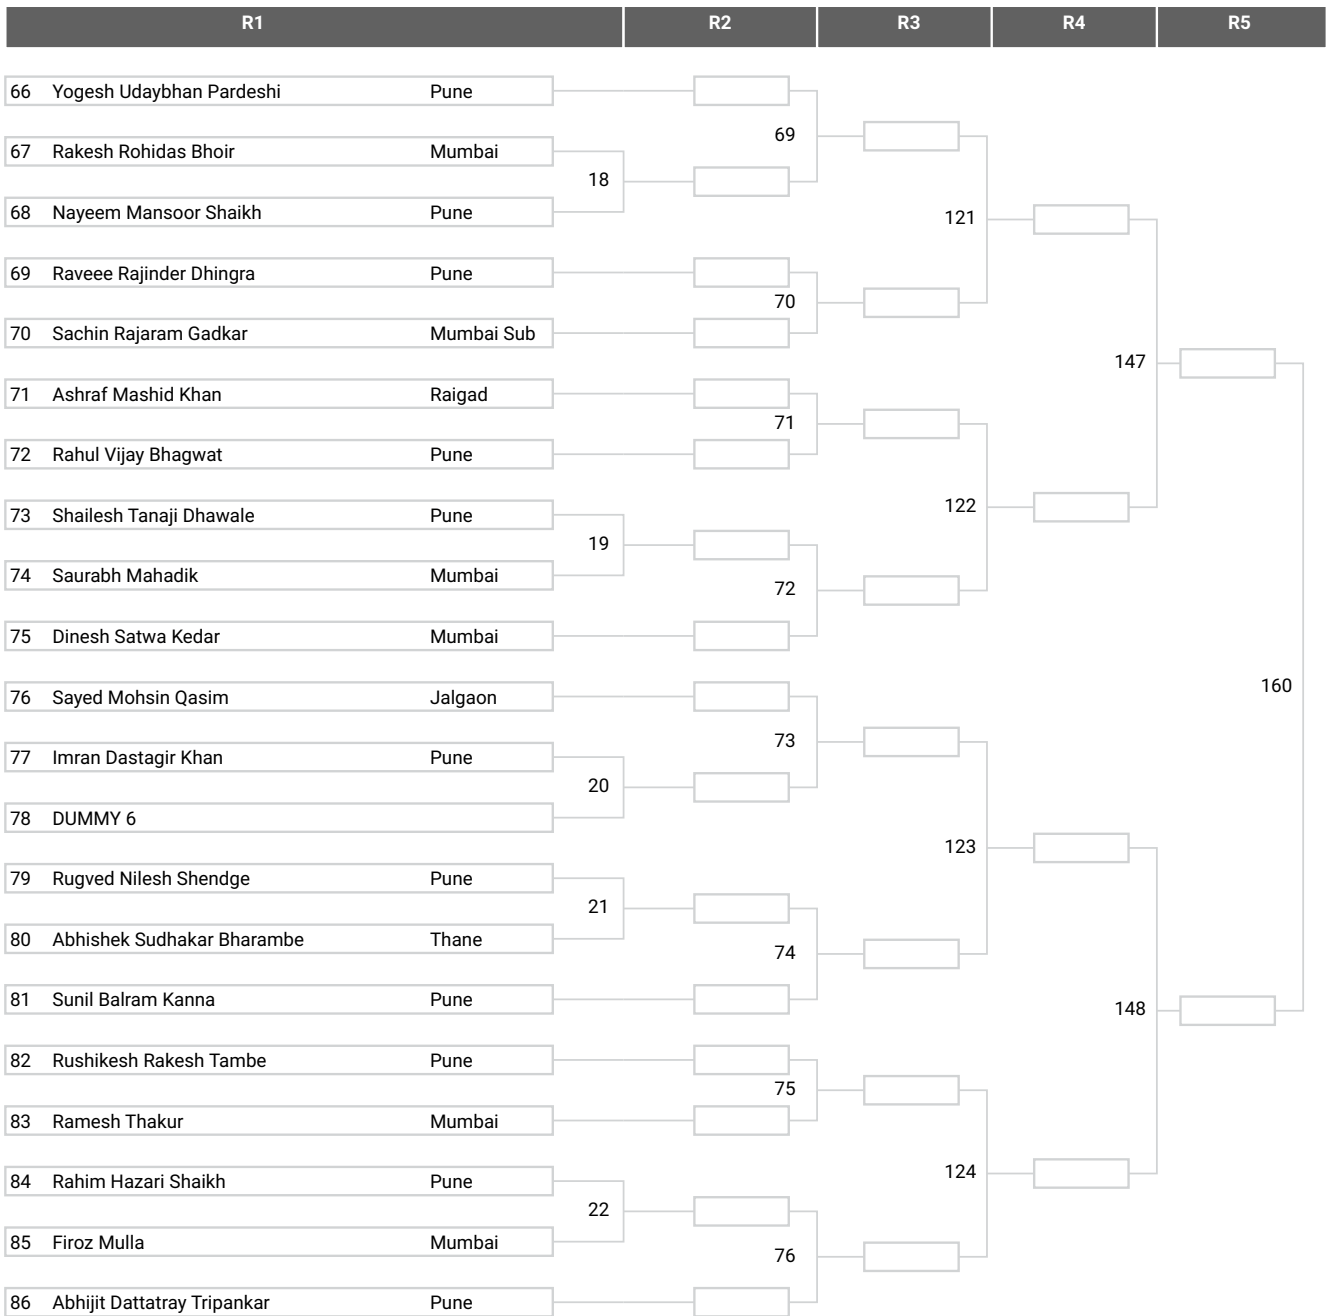 R1 R2 R3 R4 R5
66 Yogesh Udaybhan Pardeshi Pune
69
67 Rakesh Rohidas Bhoir Mumbai
18
68 Nayeem Mansoor Shaikh Pune
121
69 Raveee Rajinder Dhingra Pune
70
70 Sachin Rajaram Gadkar Mumbai Sub
147
71 Ashraf Mashid Khan Raigad
71
72 Rahul Vijay Bhagwat Pune
122
73 Shailesh Tanaji Dhawale Pune
19
74 Saurabh Mahadik Mumbai
72
75 Dinesh Satwa Kedar Mumbai
160
76 Sayed Mohsin Qasim Jalgaon
73
77 Imran Dastagir Khan Pune
20
78 DUMMY 6
123
79 Rugved Nilesh Shendge Pune
21
80 Abhishek Sudhakar Bharambe Thane
74
81 Sunil Balram Kanna Pune
148
82 Rushikesh Rakesh Tambe Pune
75
83 Ramesh Thakur Mumbai
124
84 Rahim Hazari Shaikh Pune
22
85 Firoz Mulla Mumbai
76
86 Abhijit Dattatray Tripankar Pune